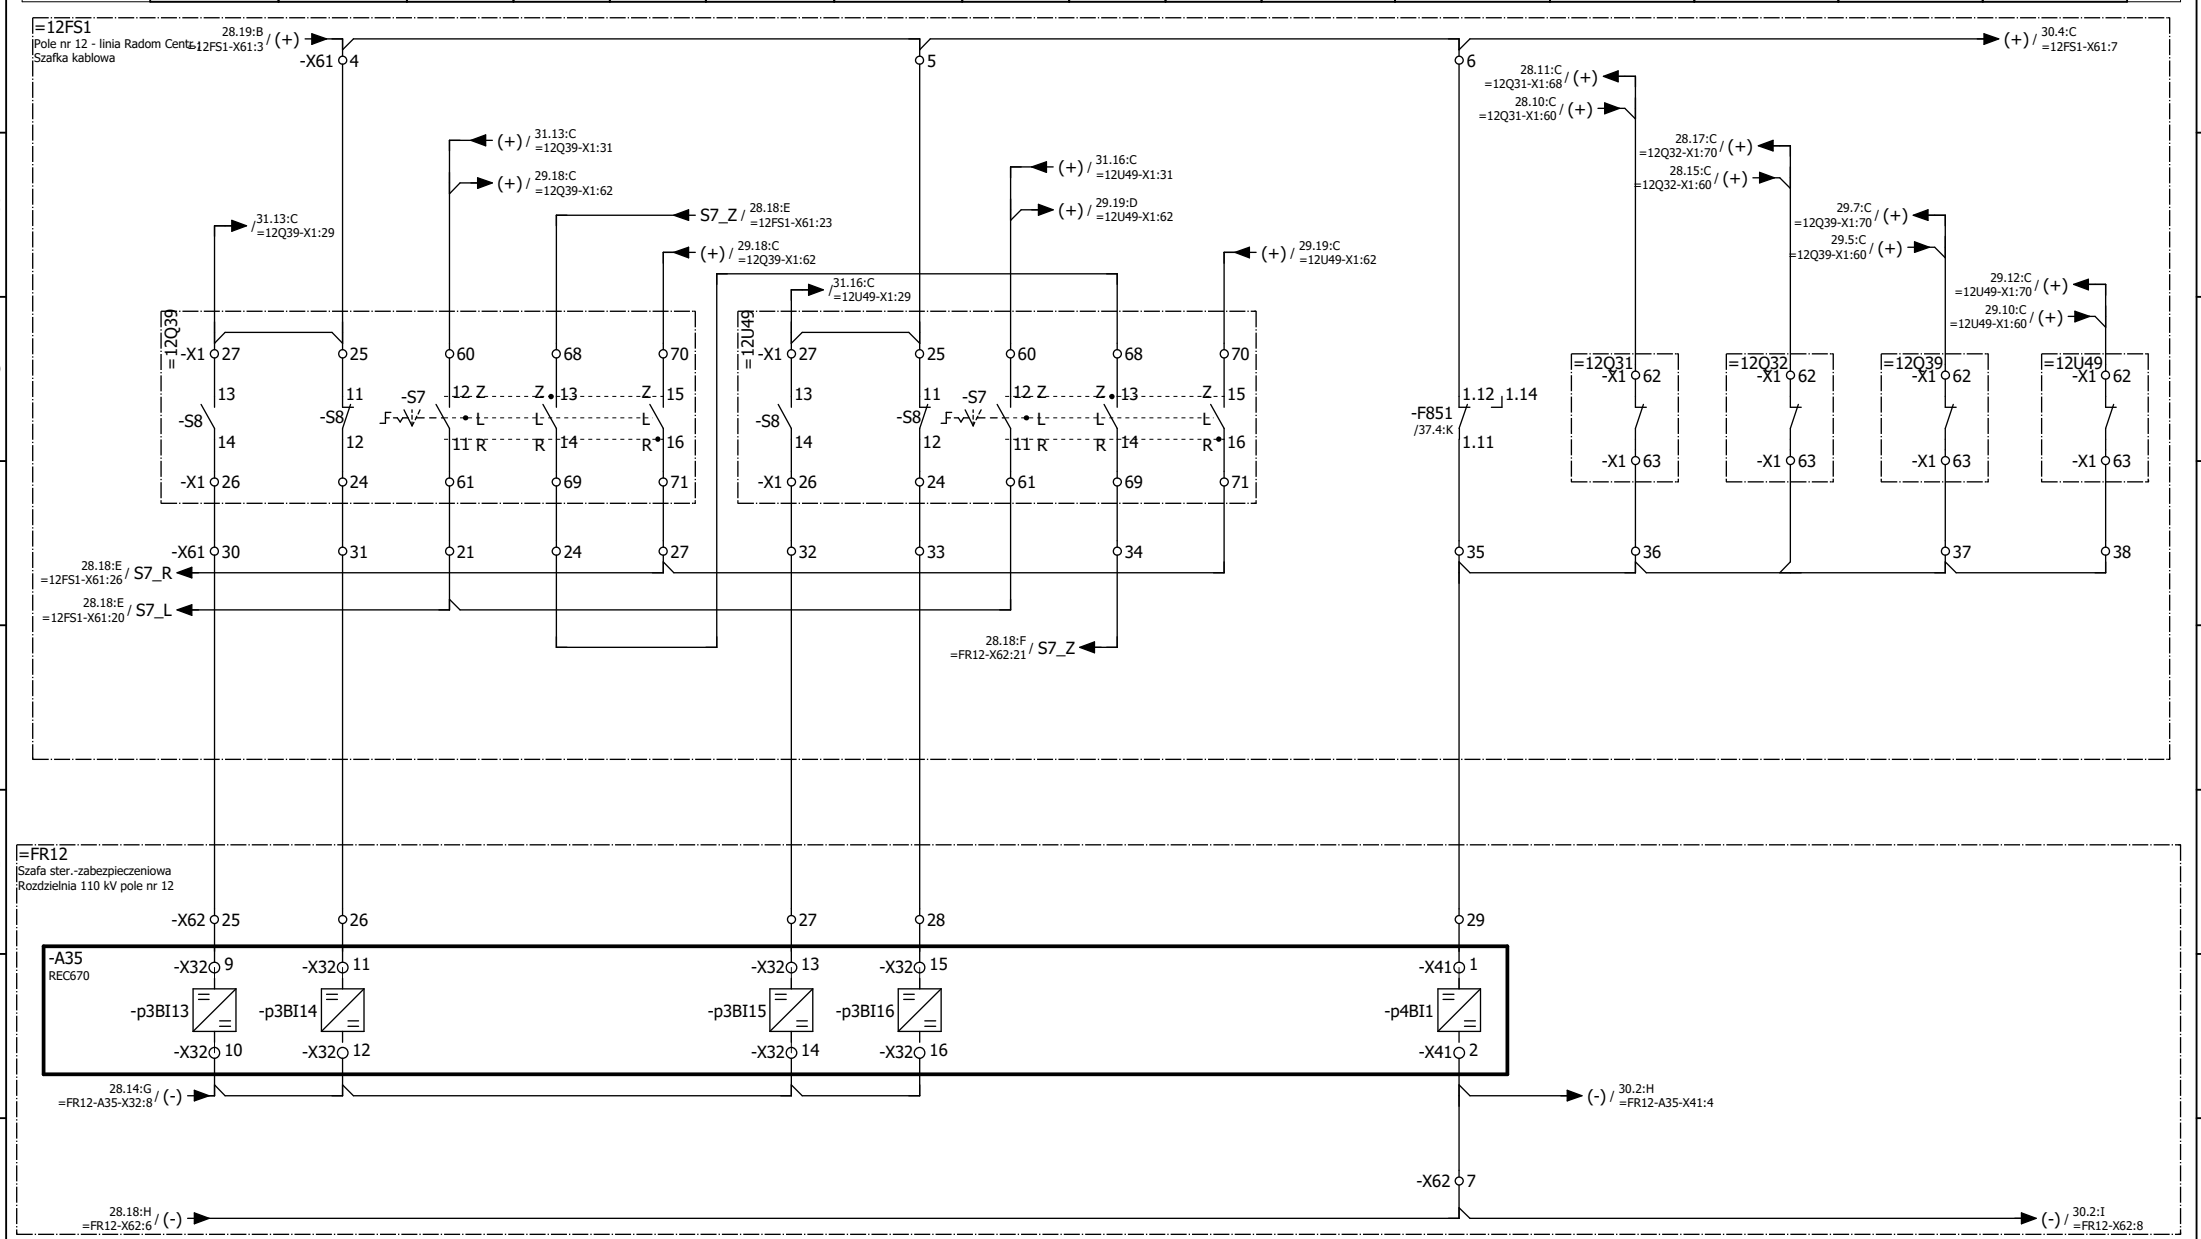 =12FS1
Pole nr 12 - linia Radom Centr.
Szafka kablowa
28.19:B
=12FS1-X61:3
/ (+)
-X61 4
5
6
(+) / 30.4:C
=12FS1-X61:7
28.11:C
=12Q31-X1:68 / (+)
28.10:C
=12Q31-X1:60 / (+)
28.17:C
=12Q32-X1:70 / (+)
28.15:C
=12Q32-X1:60 / (+)
29.7:C
=12Q39-X1:70 / (+)
29.5:C
=12Q39-X1:60 / (+)
29.12:C
=12U49-X1:70 / (+)
29.10:C
=12U49-X1:60 / (+)
(+) / 31.13:C
=12Q39-X1:31
(+) / 29.18:C
=12Q39-X1:62
/ 31.13:C
=12Q39-X1:29
S7_Z / 28.18:E
=12FS1-X61:23
(+) / 29.18:C
=12Q39-X1:62
(+) / 31.16:C
=12U49-X1:31
(+) / 29.19:D
=12U49-X1:62
/ 31.16:C
=12U49-X1:29
(+) / 29.19:C
=12U49-X1:62
=12Q39
-X1 27 25 60 68 70
13 11 12 Z Z 13 Z 15
-S8 -S8 -S7 L L L
14 12 11 R R 14 R 16
-X1 26 24 61 69 71
=12U49
-X1 27 25 60 68 70
13 11 12 Z Z 13 Z 15
-S8 -S8 -S7 L L L
14 12 11 R R 14 R 16
-X1 26 24 61 69 71
-F851
/37.4:K
1.12 1.14
1.11
=12Q31
-X1 62
-X1 63
=12Q32
-X1 62
-X1 63
=12Q39
-X1 62
-X1 63
=12U49
-X1 62
-X1 63
-X61 30 31 21 24 27 32 33 34 35 36 37 38
28.18:E
=12FS1-X61:26 / S7_R
28.18:E
=12FS1-X61:20 / S7_L
28.18:F
=FR12-X62:21 / S7_Z
=FR12
Szafa ster.-zabezpieczeniowa
Rozdzielnia 110 kV pole nr 12
-X62 25 26 27 28 29
-A35
REC670
-X32 9 -X32 11 -X32 13 -X32 15 -X41 1
-p3BI13 -p3BI14 -p3BI15 -p3BI16 -p4BI1
-X32 10 -X32 12 -X32 14 -X32 16 -X41 2
28.14:G
=FR12-A35-X32:8 / (-)
(-) / 30.2:H
=FR12-A35-X41:4
-X62 7
28.18:H
=FR12-X62:6 / (-)
(-) / 30.2:I
=FR12-X62:8